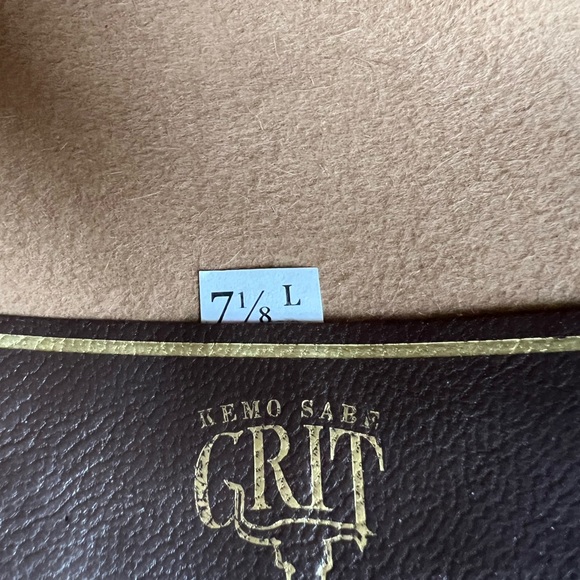 7 1/8 L
KEMO SABE
GRIT